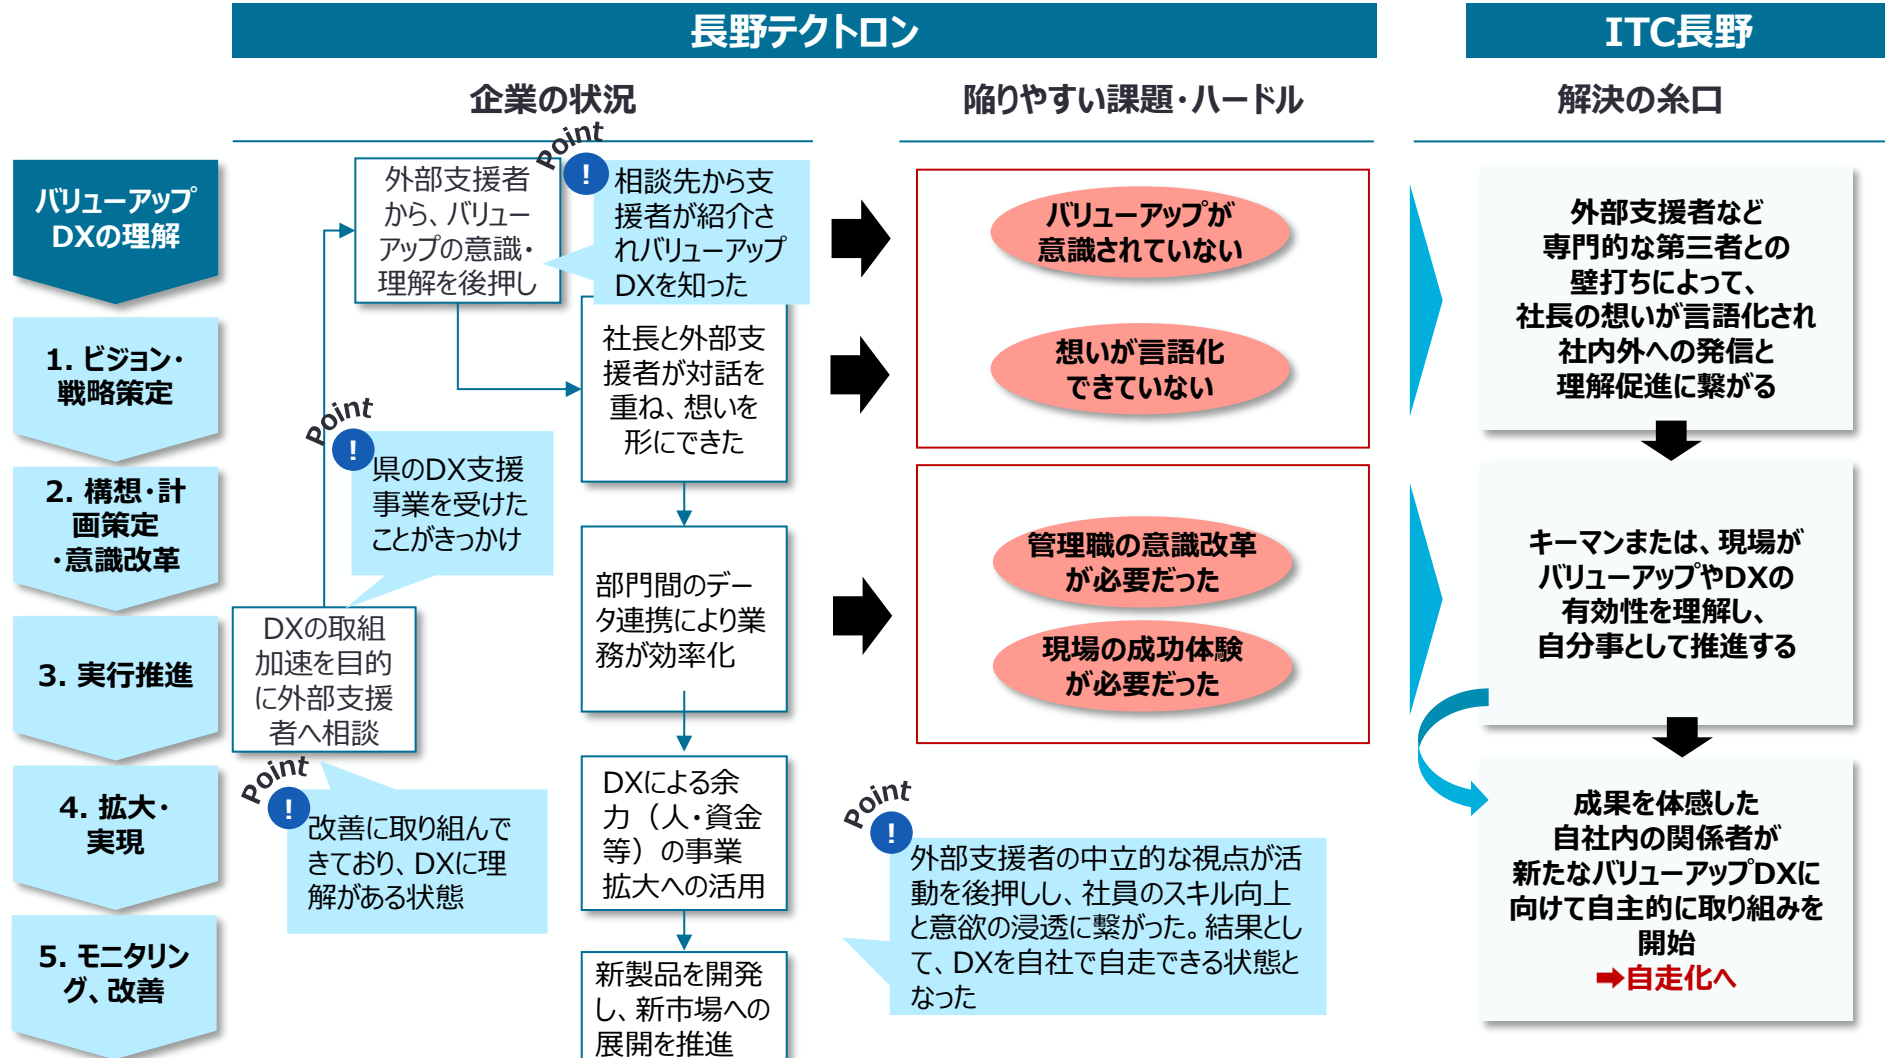 長野テクトロン
ITC長野
企業の状況
陥りやすい課題・ハードル
解決の糸口
バリューアップ
DXの理解
1. ビジョン・
戦略策定
2. 構想・計
画策定
・意識改革
3. 実行推進
4. 拡大・
実現
5. モニタリン
グ、改善
外部支援者
から、バリュー
アップの意識・
理解を後押し
Point
!
相談先から支
援者が紹介さ
れバリューアップ
DXを知った
社長と外部支
援者が対話を
重ね、想いを
形にできた
Point
!
県のDX支援
事業を受けた
ことがきっかけ
DXの取組
加速を目的
に外部支援
者へ相談
部門間のデー
タ連携により業
務が効率化
Point
!
改善に取り組んで
きており、DXに理
解がある状態
DXによる余
力（人・資金
等）の事業
拡大への活用
新製品を開発
し、新市場への
展開を推進
バリューアップが
意識されていない
想いが言語化
できていない
管理職の意識改革
が必要だった
現場の成功体験
が必要だった
Point
!
外部支援者の中立的な視点が活
動を後押しし、社員のスキル向上
と意欲の浸透に繋がった。結果とし
て、DXを自社で自走できる状態と
なった
外部支援者など
専門的な第三者との
壁打ちによって、
社長の想いが言語化され
社内外への発信と
理解促進に繋がる
キーマンまたは、現場が
バリューアップやDXの
有効性を理解し、
自分事として推進する
成果を体感した
自社内の関係者が
新たなバリューアップDXに
向けて自主的に取り組みを
開始
➡自走化へ